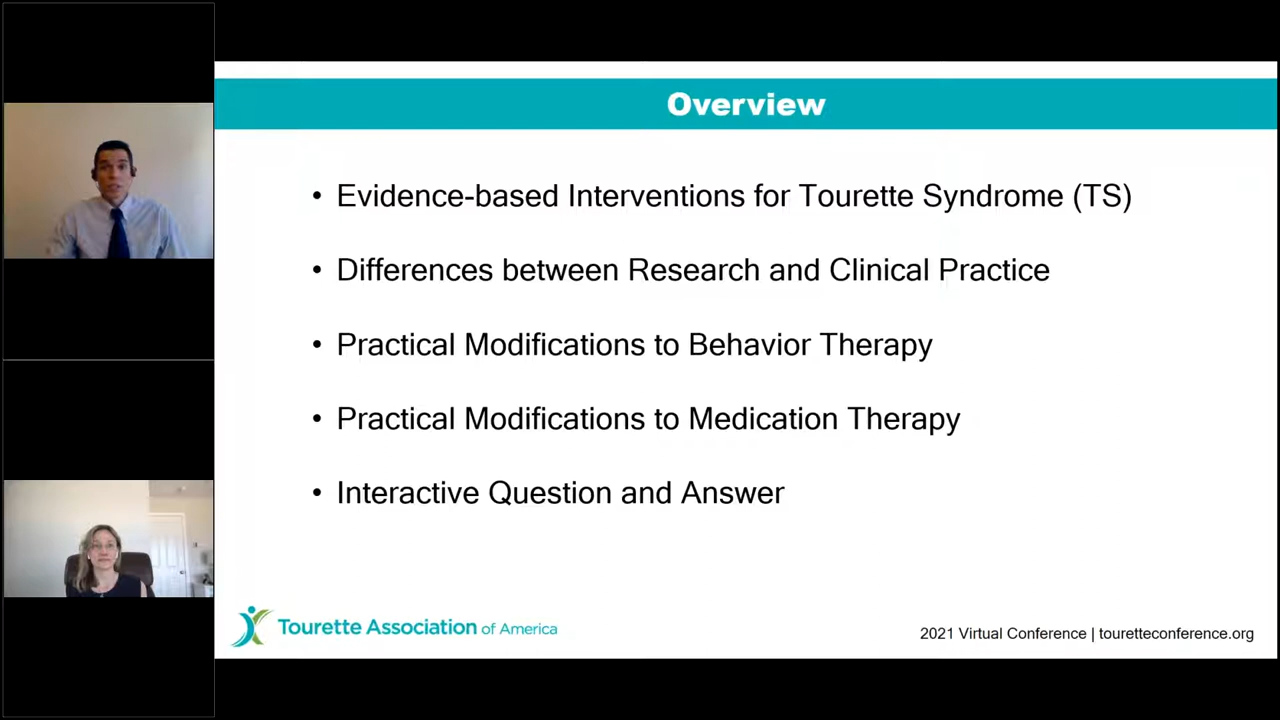 Overview
• Evidence-based Interventions for Tourette Syndrome (TS)
• Differences between Research and Clinical Practice
• Practical Modifications to Behavior Therapy
• Practical Modifications to Medication Therapy
• Interactive Question and Answer
Tourette Association of America
2021 Virtual Conference | touretteconference.org